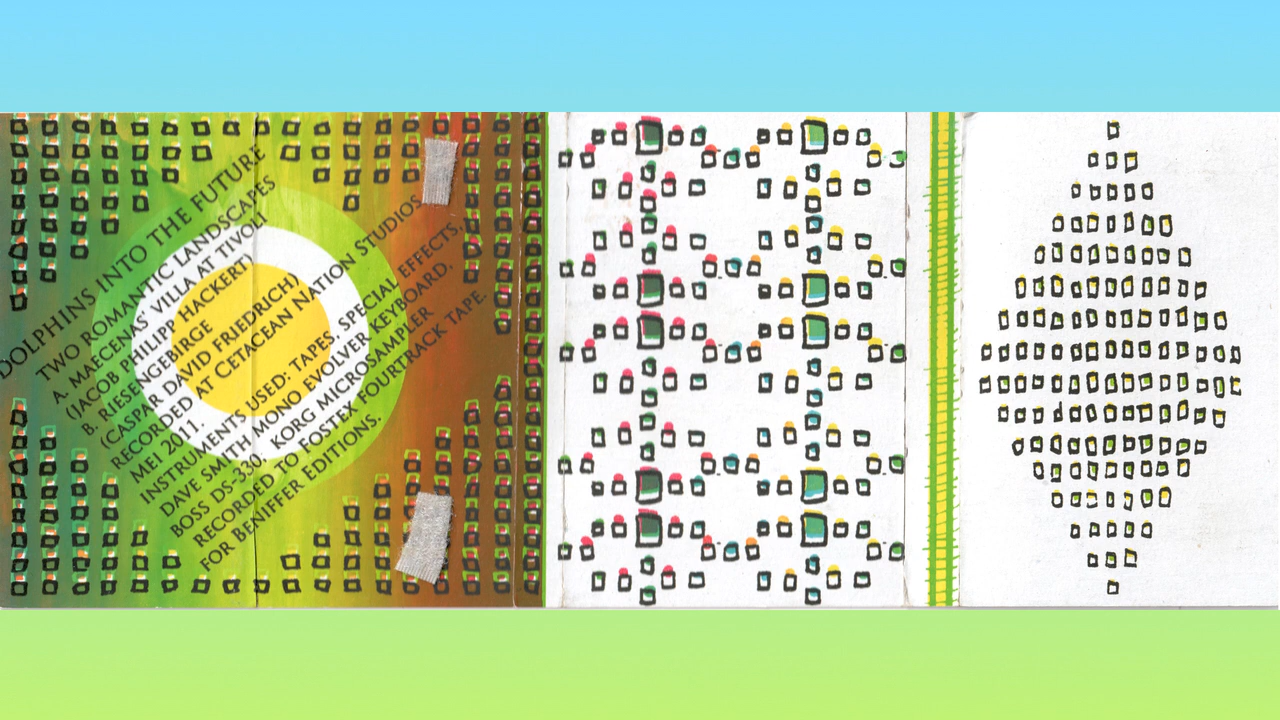 DOLPHINS INTO THE FUTURE
TWO ROMANTIC LANDSCAPES
A. MAECENAS' VILLA AT TIVOLI
(JACOB PHILIPP HACKERT)
B. RIESENGEBIRGE
(CASPAR DAVID FRIEDRICH)
RECORDED AT CETACEAN NATION STUDIOS
MEI 2011.
INSTRUMENTS USED: TAPES, SPECIAL EFFECTS,
DAVE SMITH MONO EVOLVER KEYBOARD.
BOSS DS-330. KORG MICROSAMPLER
RECORDED TO FOSTEX FOURTRACK TAPE.
FOR BENIFFER EDITIONS.